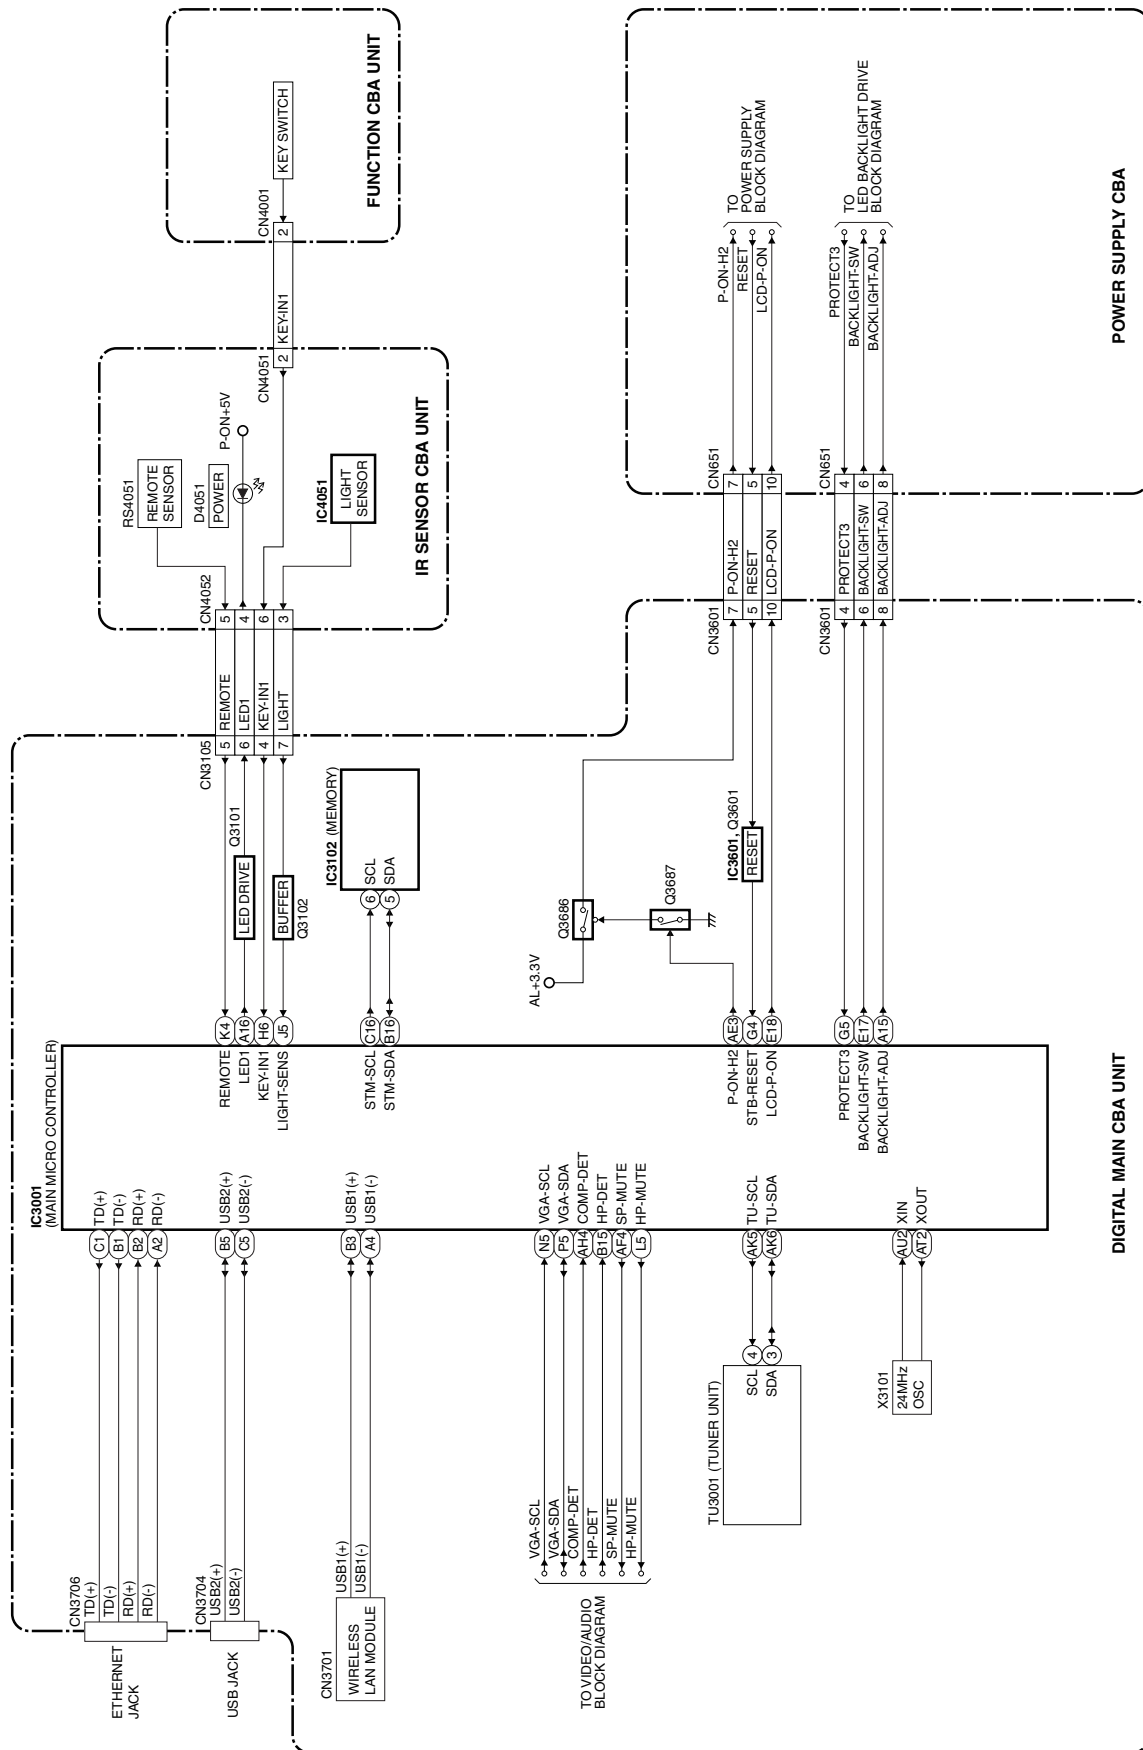 FUNCTION CBA UNIT
KEY SWITCH
CN4001
2
KEY-IN1
2
CN4051
IR SENSOR CBA UNIT
RS4051
REMOTE
SENSOR
D4051
POWER
P-ON+5V
IC4051
LIGHT
SENSOR
CN4052
5
4
6
3
REMOTE
LED1
KEY-IN1
LIGHT
5
6
4
7
CN3105
Q3101
LED DRIVE
BUFFER
Q3102
IC3102 (MEMORY)
6 SCL
5 SDA
K4
A16
H6
J5
C16
B16
REMOTE
LED1
KEY-IN1
LIGHT-SENS
STM-SCL
STM-SDA
POWER SUPPLY CBA
TO
POWER SUPPLY
BLOCK DIAGRAM
P-ON-H2
RESET
LCD-P-ON
TO
LED BACKLIGHT DRIVE
BLOCK DIAGRAM
PROTECT3
BACKLIGHT-SW
BACKLIGHT-ADJ
CN651
7
5
10
P-ON-H2
RESET
LCD-P-ON
7
5
10
CN3601
CN651
4
6
8
PROTECT3
BACKLIGHT-SW
BACKLIGHT-ADJ
4
6
8
CN3601
AL+3.3V
Q3686
Q3687
IC3601, Q3601
RESET
AE3
G4
E18
G5
E17
A15
P-ON-H2
STB-RESET
LCD-P-ON
PROTECT3
BACKLIGHT-SW
BACKLIGHT-ADJ
IC3001
(MAIN MICRO CONTROLLER)
C1 TD(+)
B1 TD(-)
B2 RD(+)
A2 RD(-)
B5 USB2(+)
C5 USB2(-)
B3 USB1(+)
A4 USB1(-)
N5 VGA-SCL
P5 VGA-SDA
AH4 COMP-DET
B15 HP-DET
AF4 SP-MUTE
L5 HP-MUTE
AK5 TU-SCL
AK6 TU-SDA
AU2 XIN
AT2 XOUT
CN3706
TD(+)
TD(-)
RD(+)
RD(-)
ETHERNET
JACK
CN3704
USB2(+)
USB2(-)
USB JACK
USB1(+)
USB1(-)
CN3701
WIRELESS
LAN MODULE
VGA-SCL
VGA-SDA
COMP-DET
HP-DET
SP-MUTE
HP-MUTE
TO VIDEO/AUDIO
BLOCK DIAGRAM
TU3001 (TUNER UNIT)
SCL 4
SDA 3
X3101
24MHz
OSC
DIGITAL MAIN CBA UNIT